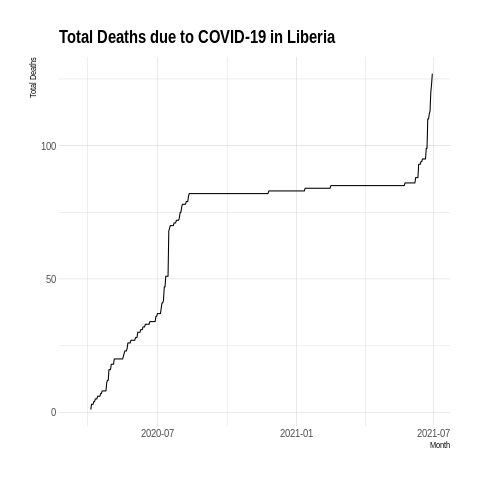 Total Deaths due to COVID-19 in Liberia
Total Deaths
100
50
0
2020-07
2021-01
2021-07
Month